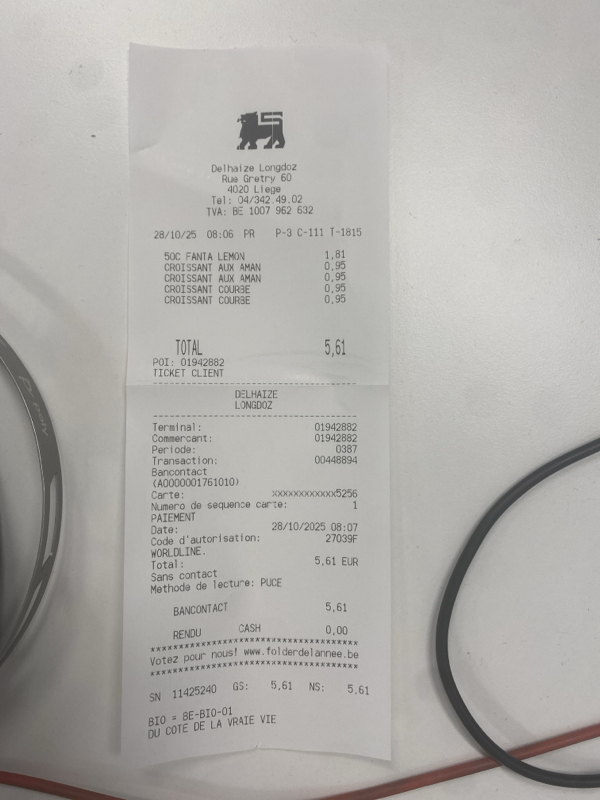 Delhaize Longdoz
Rue Gretry 60
4020 Liege
Tel: 04/342.49.02
TVA: BE 1007 962 632
28/10/25 08:06 PR P-3 C-111 T-1815
50C FANTA LEMON 1,81
CROISSANT AUX AMAN 0,95
CROISSANT AUX AMAN 0,95
CROISSANT COURBE 0,95
CROISSANT COURBE 0,95
TOTAL 5,61
POI: 01942882
TICKET CLIENT
DELHAIZE
LONGDOZ
Terminal: 01942882
Commercant: 01942882
Periode: 0387
Transaction: 00448894
Bancontact
(A0000001761010)
Carte: xxxxxxxxxxxx5256
Numero de sequence carte: 1
PAIEMENT
Date: 28/10/2025 08:07
Code d'autorisation: 27039F
WORLDLINE.
Total: 5,61 EUR
Sans contact
Methode de lecture: PUCE
BANCONTACT 5,61
RENDU CASH 0,00
************************************
Votez pour nous! www.folderdelannee.be
************************************
SN 11425240 GS: 5,61 NS: 5,61
BIO = BE-BIO-01
DU COTE DE LA VRAIE VIE